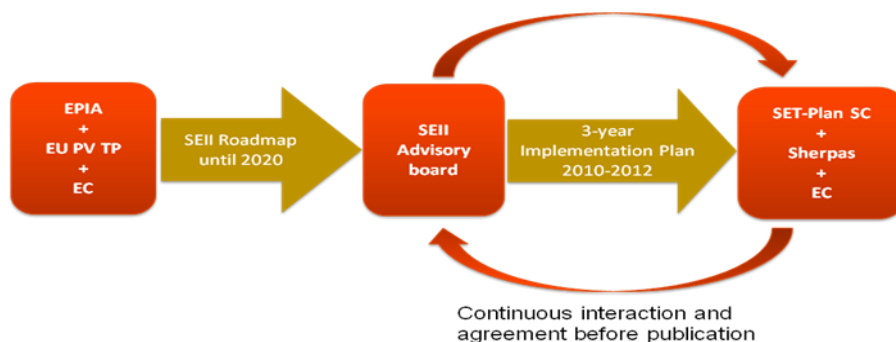 EPIA
+
EU PV TP
+
EC
SEII Roadmap
until 2020
SEII
Advisory
board
3-year
Implementation Plan
2010-2012
SET-Plan SC
+
Sherpas
+
EC
Continuous interaction and
agreement before publication